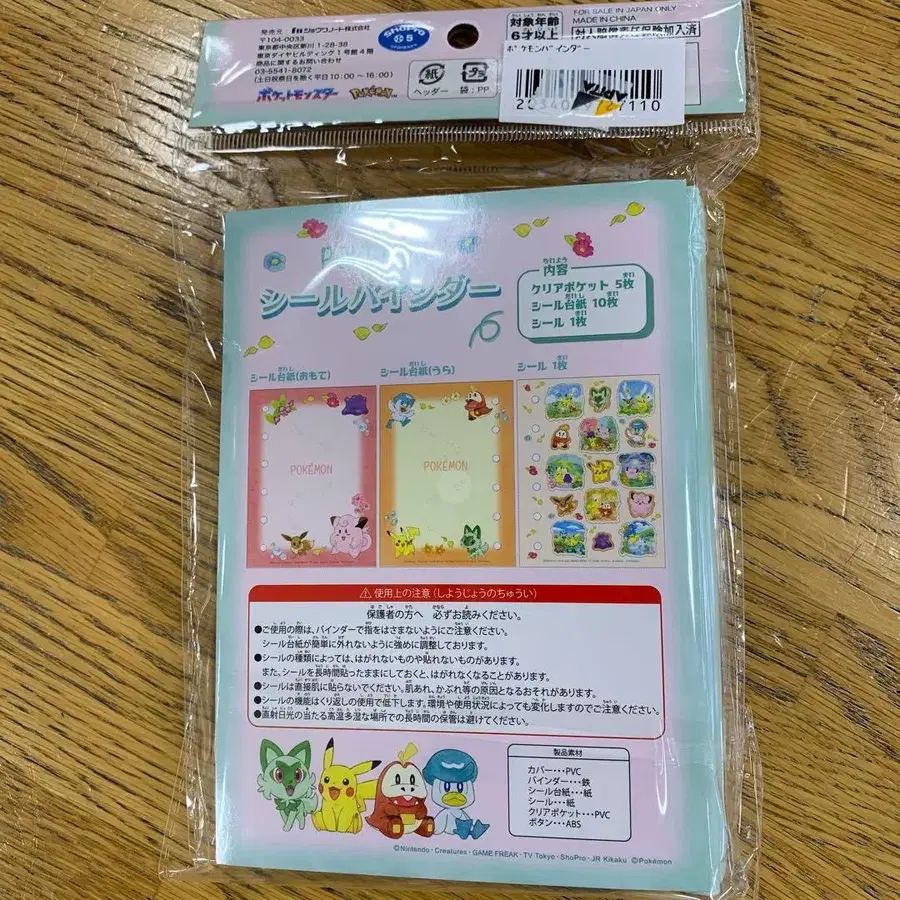 発売元 ショウワノート株式会社
〒104-0033
東京都中央区新川1-28-38
東京ダイヤビルディング1号館4階
商品に関するお問い合わせ
03-5541-8072
(土日祝祭日を除く平日10:00~16:00)
ポケットモンスター POKÉMON
SHOPRO
5
紙
ヘッダー
プラ
袋:PP
対象年齢
6才以上
FOR SALE IN JAPAN ONLY
MADE IN CHINA
対人賠償責任保険加入済
ポケモンバインダー
APITA
シールバインダー
内容
クリアポケット 5枚
シール台紙 10枚
シール 1枚
シール台紙(おもて)
シール台紙(うら)
シール 1枚
POKÉMON
POKÉMON
⚠使用上の注意(しようじょうのちゅうい)
保護者の方へ 必ずお読みください。
●ご使用の際は、バインダーで指をはさまないようにご注意ください。
シール台紙が簡単に外れないように強めに調整しております。
●シールの種類によっては、はがれないものや貼れないものがあります。
また、シールを長時間貼ったままにしておくと、はがれなくなることがあります。
●シールは直接肌に貼らないでください。肌あれ、かぶれ等の原因となるおそれがあります。
●シールの機能はくり返しの使用で低下します。環境や使用状況によっても変化しますのでご注意ください。
●直射日光の当たる高温多湿な場所での長時間の保管は避けてください。
製品素材
カバー・・・PVC
バインダー・・・鉄
シール台紙・・・紙
シール・・・紙
クリアポケット・・・PVC
ボタン・・・ABS
©Nintendo・Creatures・GAME FREAK・TV Tokyo・ShoPro・JR Kikaku ©Pokémon